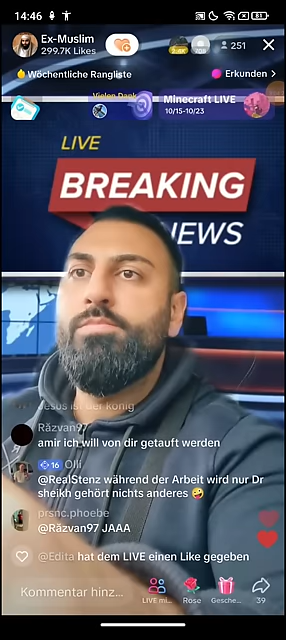 14:46
81
Ex-Muslim
299.7K Likes
251
Wöchentliche Rangliste
Erkunden >
Vielen Dank
Minecraft LIVE
10/15-10/23
LIVE
BREAKING
NEWS
Jesus ist der könig
Răzvan97
amir ich will von dir getauft werden
16 Olli
@RealStenz während der Arbeit wird nur Dr
sheikh gehört nichts anderes
prsnc.phoebe
@Răzvan97 JAAA
@Edita hat dem LIVE einen Like gegeben
Kommentar hinz...
LIVE mi...
Rose
Gesche...
39